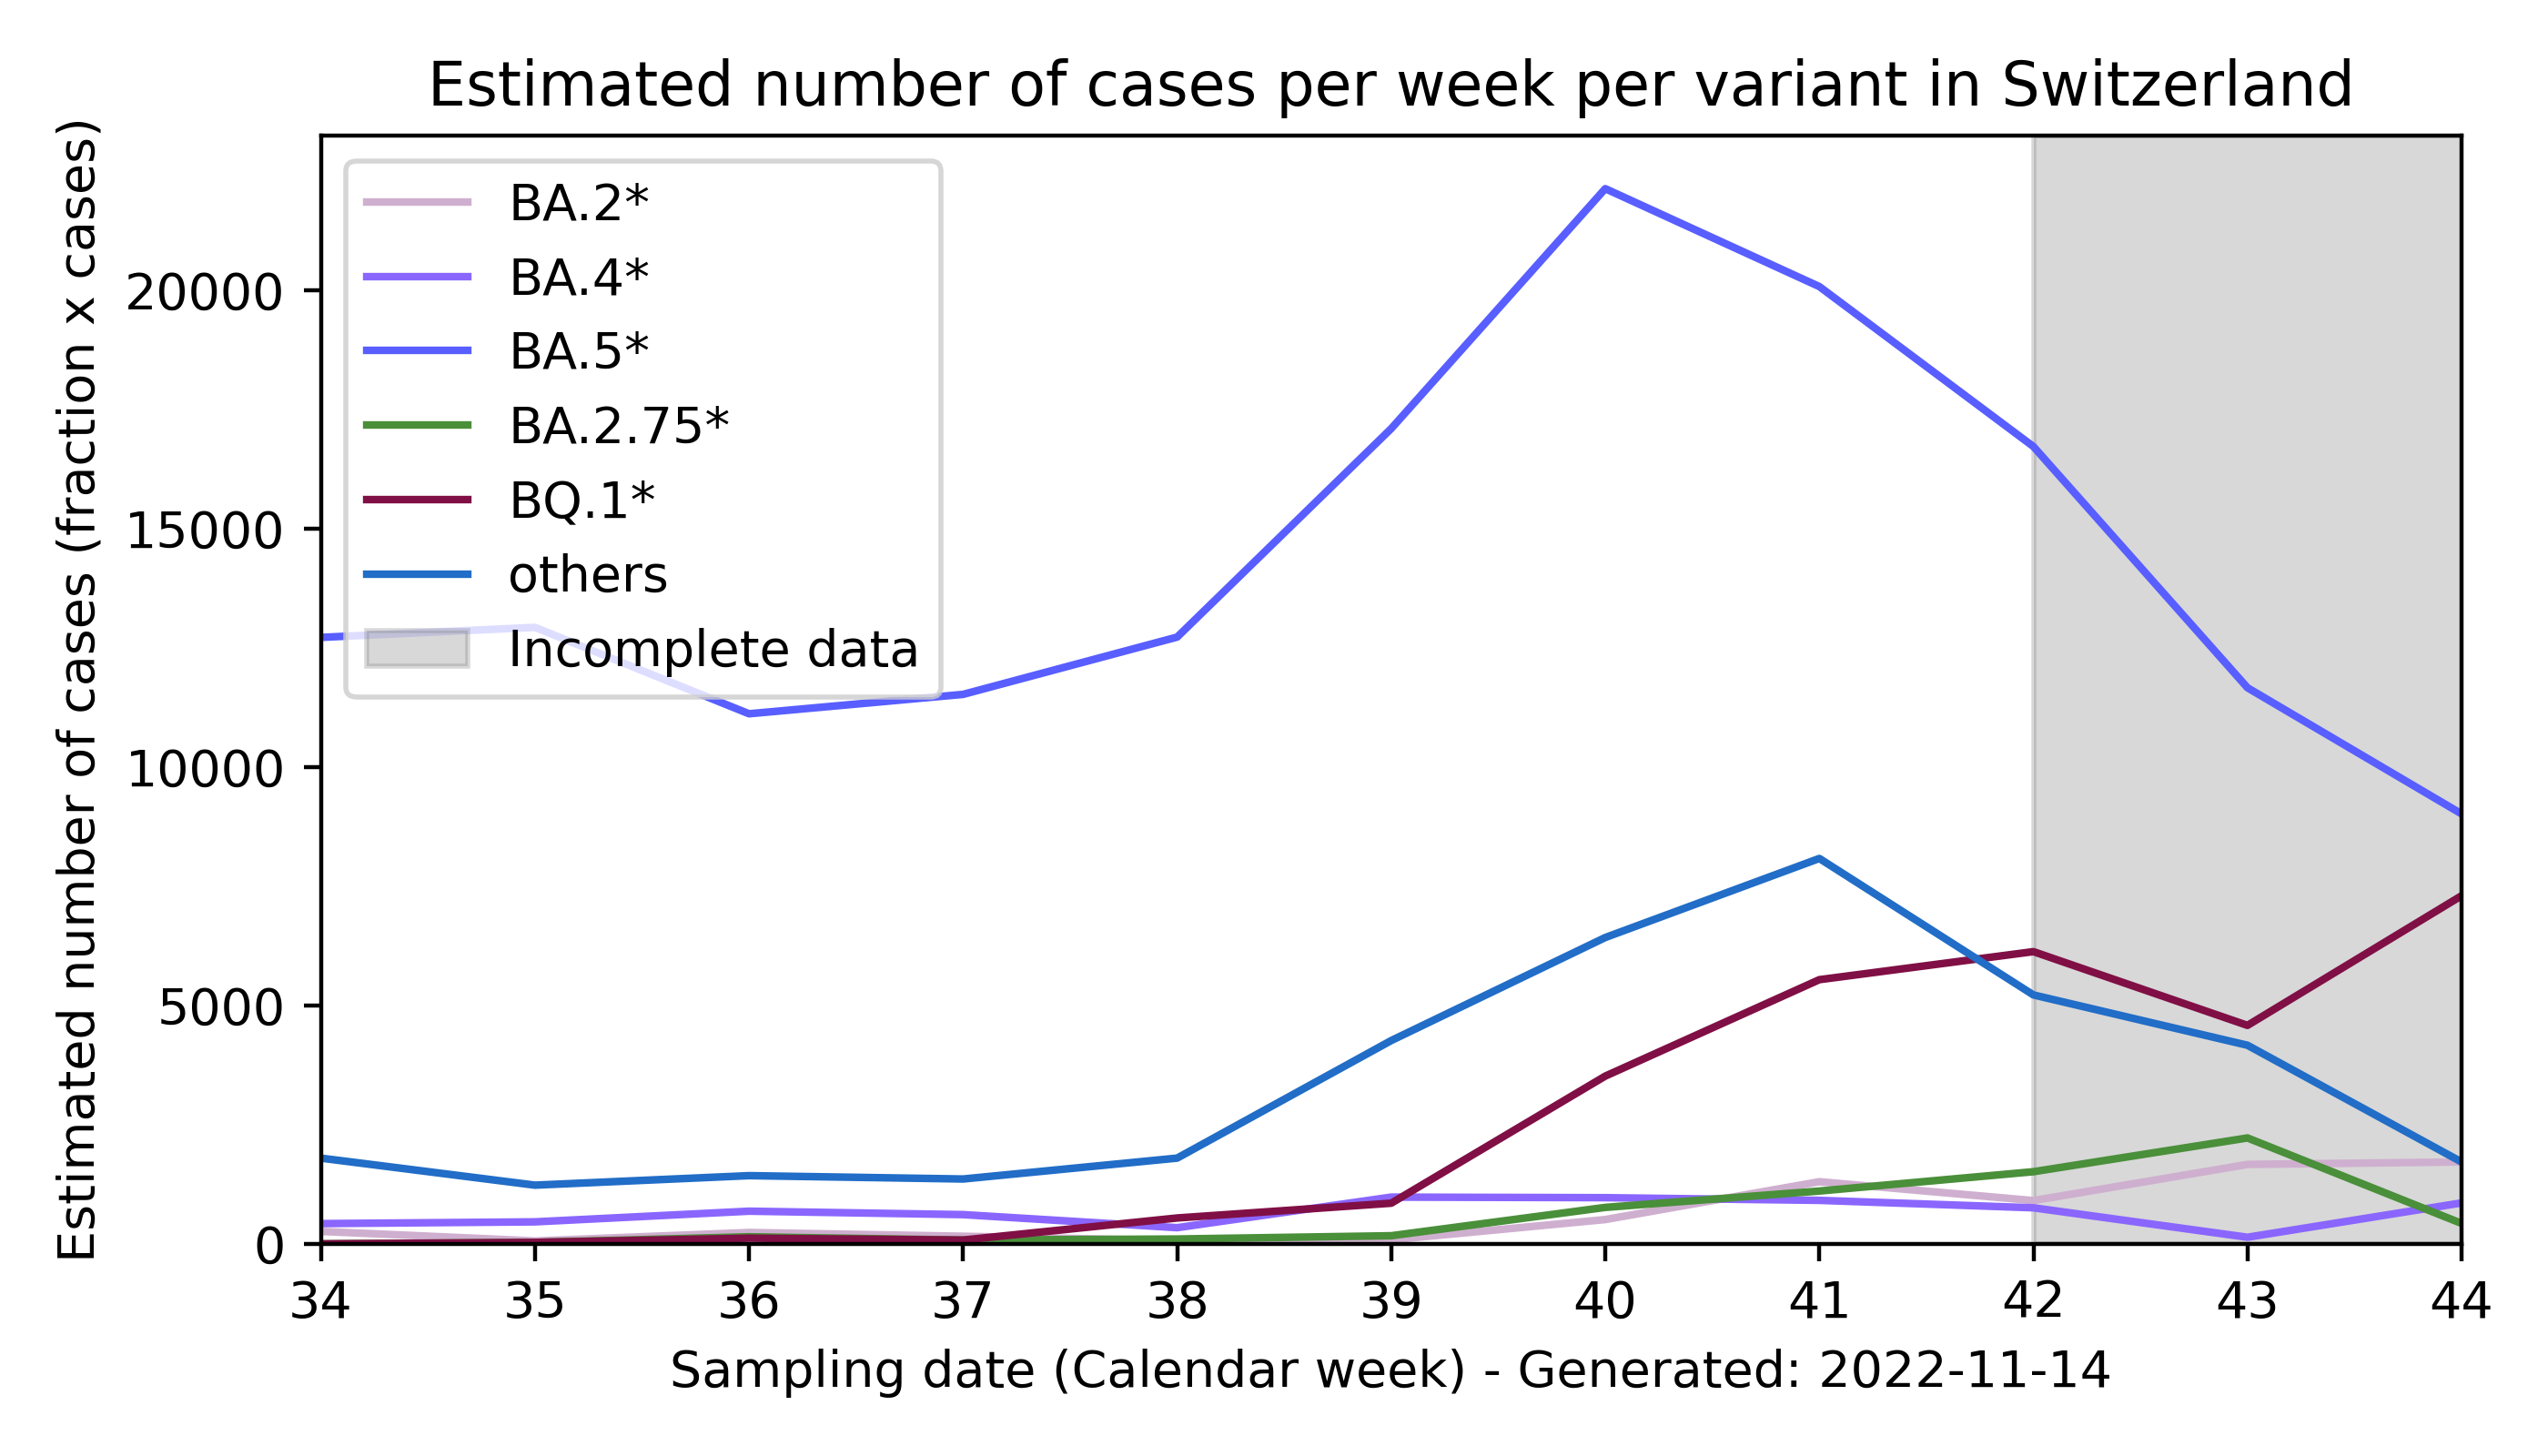 Estimated number of cases per week per variant in Switzerland
Estimated number of cases (fraction x cases)
20000
15000
10000
5000
0
BA.2*
BA.4*
BA.5*
BA.2.75*
BQ.1*
others
Incomplete data
34 35 36 37 38 39 40 41 42 43 44
Sampling date (Calendar week) - Generated: 2022-11-14